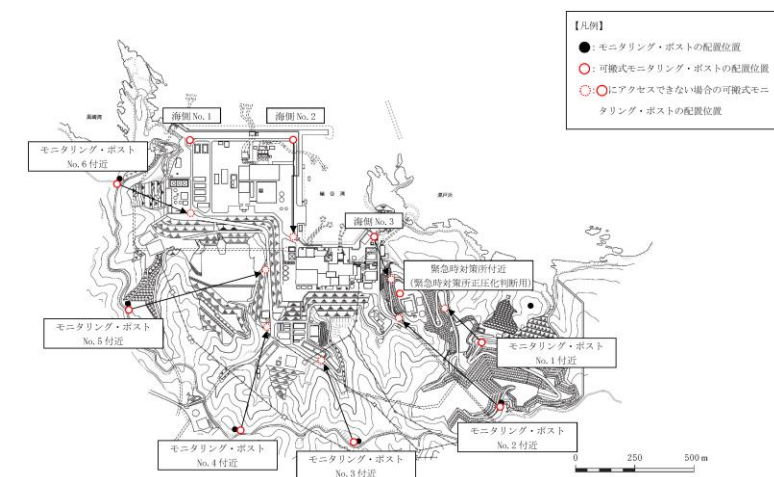 【凡例】
●：モニタリング・ポストの配置位置
○：可搬式モニタリング・ポストの配置位置
○:○にアクセスできない場合の可搬式モニ
タリング・ポストの配置位置
海側 No.1
海側 No.2
モニタリング・ポスト
No.6 付近
海側 No.3
緊急時対策所付近
(緊急時対策所正圧化判断用)
モニタリング・ポスト
No.5 付近
モニタリング・ポスト
No.1 付近
モニタリング・ポスト
No.2 付近
モニタリング・ポスト
No.4 付近
モニタリング・ポスト
No.3 付近
0 250 500 m